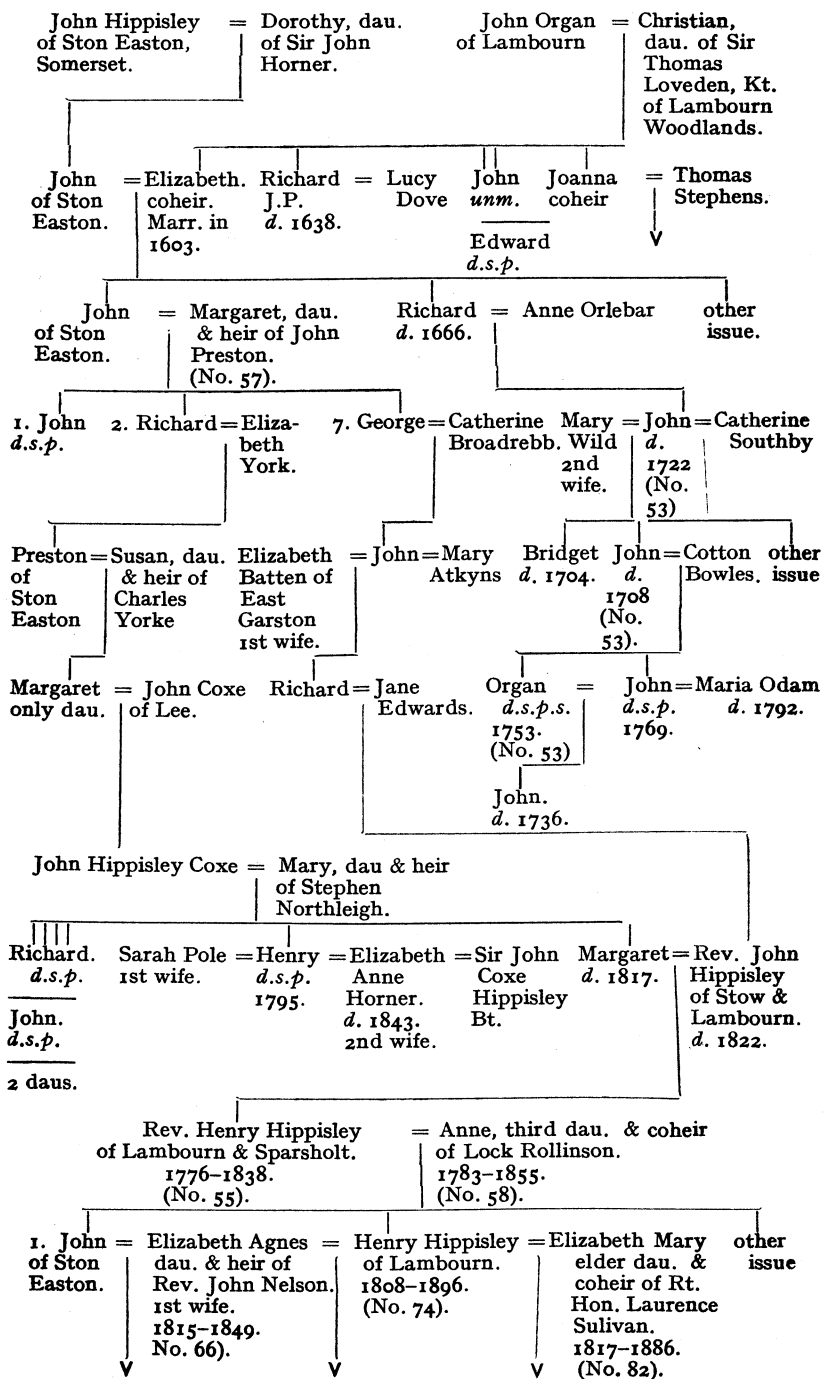 John Hippisley = Dorothy, dau.
of Ston Easton, of Sir John
Somerset. Horner.
John Organ = Christian,
of Lambourn dau. of Sir
Thomas
Loveden, Kt.
of Lambourn
Woodlands.
John = Elizabeth. Richard = Lucy John Joanna = Thomas
of Ston coheir. J.P. Dove unm. coheir Stephens.
Easton. Marr. in d. 1638.
1603.
Edward
d.s.p.
John = Margaret, dau. Richard = Anne Orlebar other
of Ston & heir of John d. 1666. issue.
Easton. Preston.
(No. 57).
1. John 2. Richard = Eliza- 7. George = Catherine Mary = John = Catherine
d.s.p. beth Broadrebb. Wild d. Southby
York. 2nd 1722
wife. (No.
53)
Preston = Susan, dau. Elizabeth = John = Mary Bridget John = Cotton other
of & heir of Batten of Atkyns d. 1704. d. Bowles. issue
Ston Charles East 1708
Easton Yorke Garston (No.
1st wife. 53).
Margaret = John Coxe Richard = Jane Organ = John = Maria Odam
only dau. of Lee. Edwards. d.s.p.s. d.s.p. d. 1792.
1753. 1769.
(No. 53)
John.
d. 1736.
John Hippisley Coxe = Mary, dau & heir
of Stephen
Northleigh.
Richard. Sarah Pole = Henry = Elizabeth = Sir John Margaret = Rev. John
d.s.p. 1st wife. d.s.p. Anne Coxe d. 1817. Hippisley
1795. Horner. Hippisley of Stow &
John. d. 1843. Bt. Lambourn.
d.s.p. 2nd wife. d. 1822.
2 daus.
Rev. Henry Hippisley = Anne, third dau. & coheir
of Lambourn & Sparsholt. of Lock Rollinson.
1776–1838. 1783–1855.
(No. 55). (No. 58).
1. John = Elizabeth Agnes = Henry Hippisley = Elizabeth Mary other
of Ston dau. & heir of of Lambourn. elder dau. & issue
Easton. Rev. John Nelson. 1808–1896. coheir of Rt.
1st wife. (No. 74). Hon. Laurence
1815–1849. Sulivan.
No. 66). 1817–1886.
(No. 82).